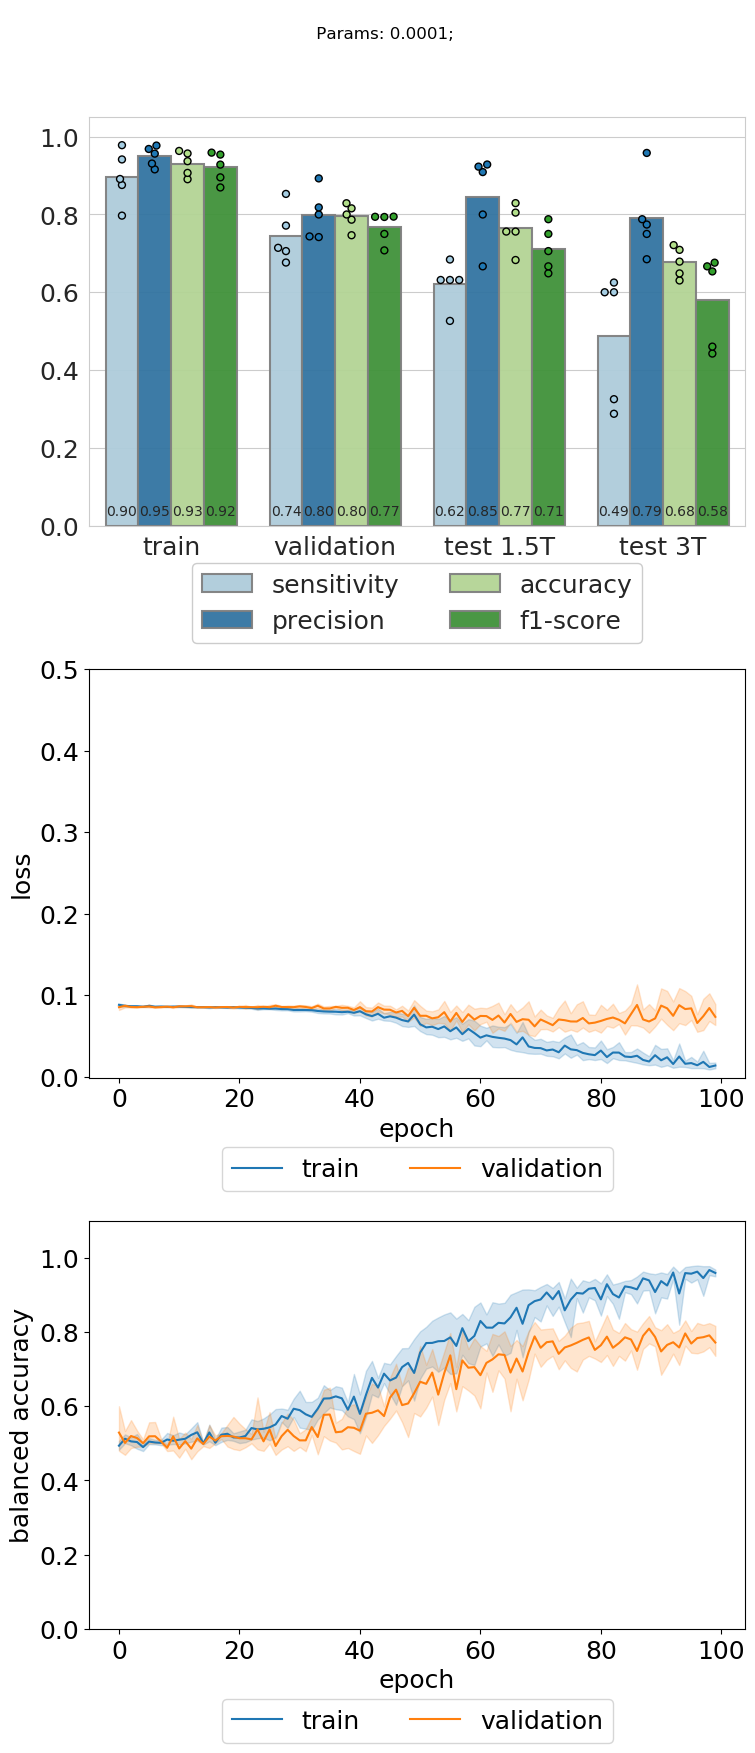 Params: 0.0001;
1.0
0.8
0.6
0.4
0.2
0.0
0.90 0.95 0.93 0.92 0.74 0.80 0.80 0.77 0.62 0.85 0.77 0.71 0.49 0.79 0.68 0.58
train validation test 1.5T test 3T
sensitivity accuracy
precision f1-score
0.5
0.4
0.3
0.2
0.1
0.0
loss
0 20 40 60 80 100
epoch
train validation
1.0
0.8
0.6
0.4
0.2
0.0
balanced accuracy
0 20 40 60 80 100
epoch
train validation